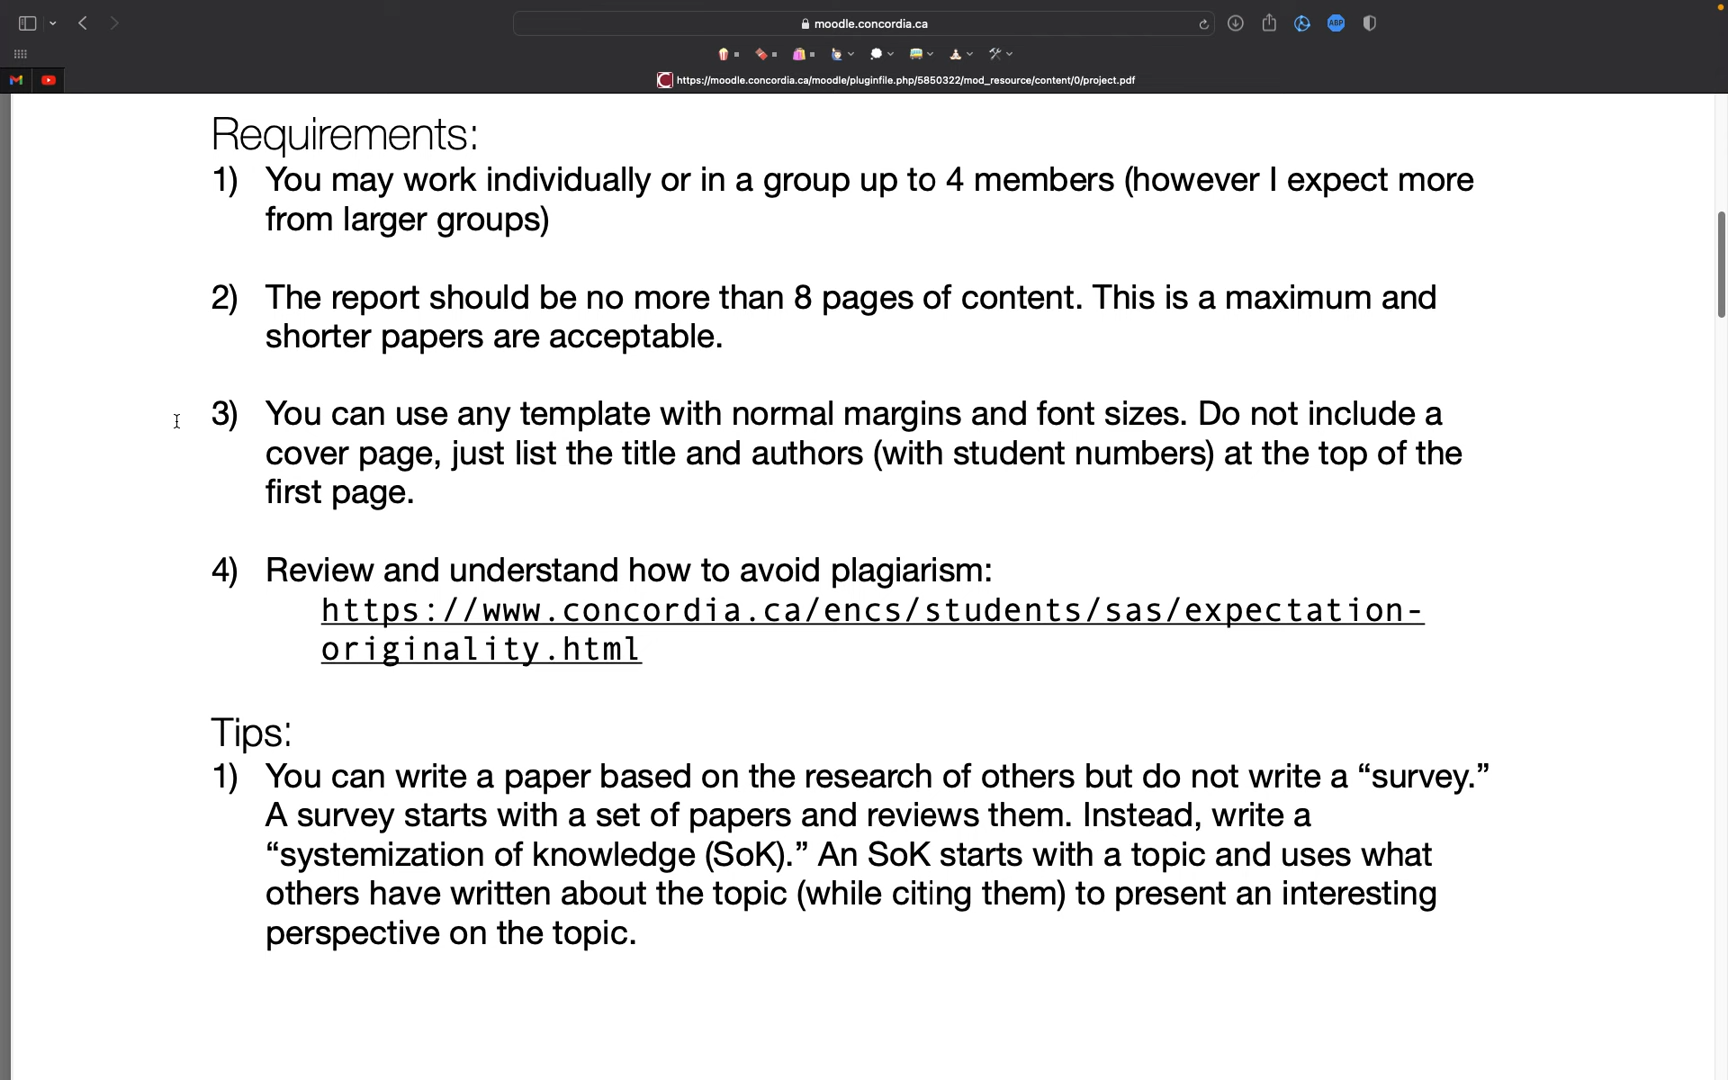 moodle.concordia.ca
ABP
https://moodle.concordia.ca/moodle/pluginfile.php/5850322/mod_resource/content/0/project.pdf
Requirements:
1) You may work individually or in a group up to 4 members (however I expect more
from larger groups)
2) The report should be no more than 8 pages of content. This is a maximum and
shorter papers are acceptable.
3) You can use any template with normal margins and font sizes. Do not include a
cover page, just list the title and authors (with student numbers) at the top of the
first page.
4) Review and understand how to avoid plagiarism:
https://www.concordia.ca/encs/students/sas/expectation-
originality.html
Tips:
1) You can write a paper based on the research of others but do not write a “survey.”
A survey starts with a set of papers and reviews them. Instead, write a
“systemization of knowledge (SoK).” An SoK starts with a topic and uses what
others have written about the topic (while citing them) to present an interesting
perspective on the topic.